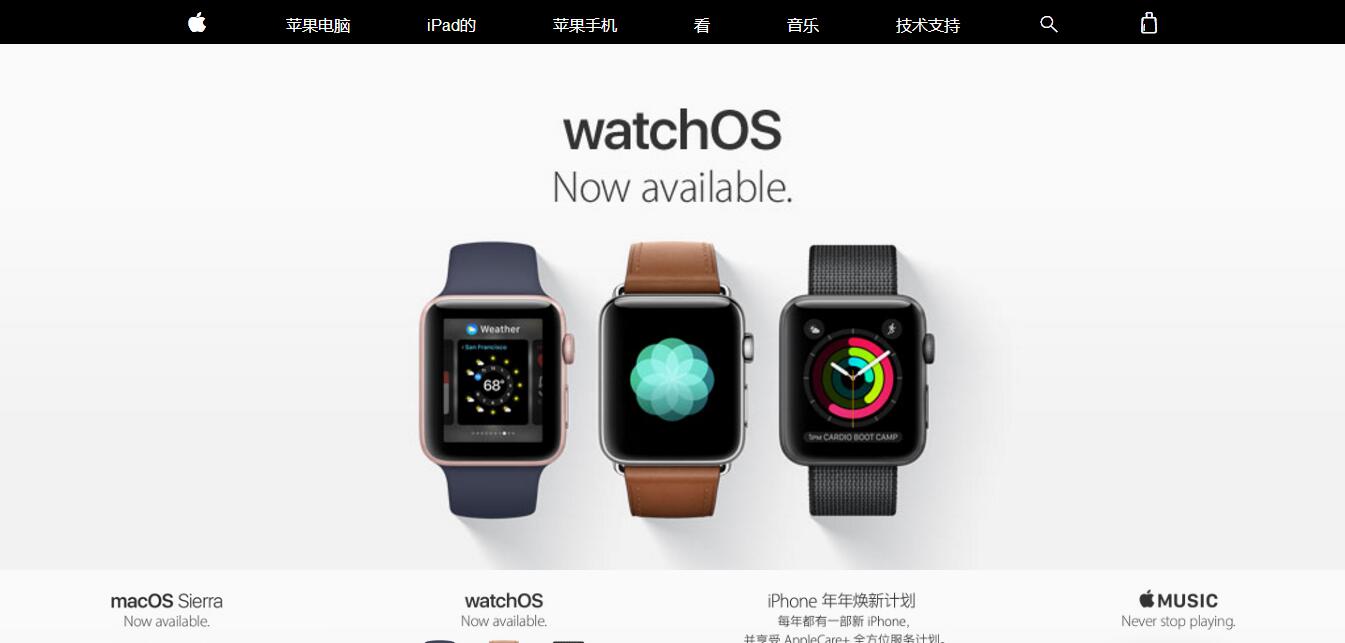 苹果电脑 iPad的 苹果手机 看 音乐 技术支持
watchOS
Now available.
Weather
San Francisco
68°
1PM CARDIO BOOT CAMP
macOS Sierra
Now available.
watchOS
Now available.
iPhone 年年焕新计划
每年都有一部新 iPhone，
并享受 AppleCare+ 全方位服务计划。
MUSIC
Never stop playing.